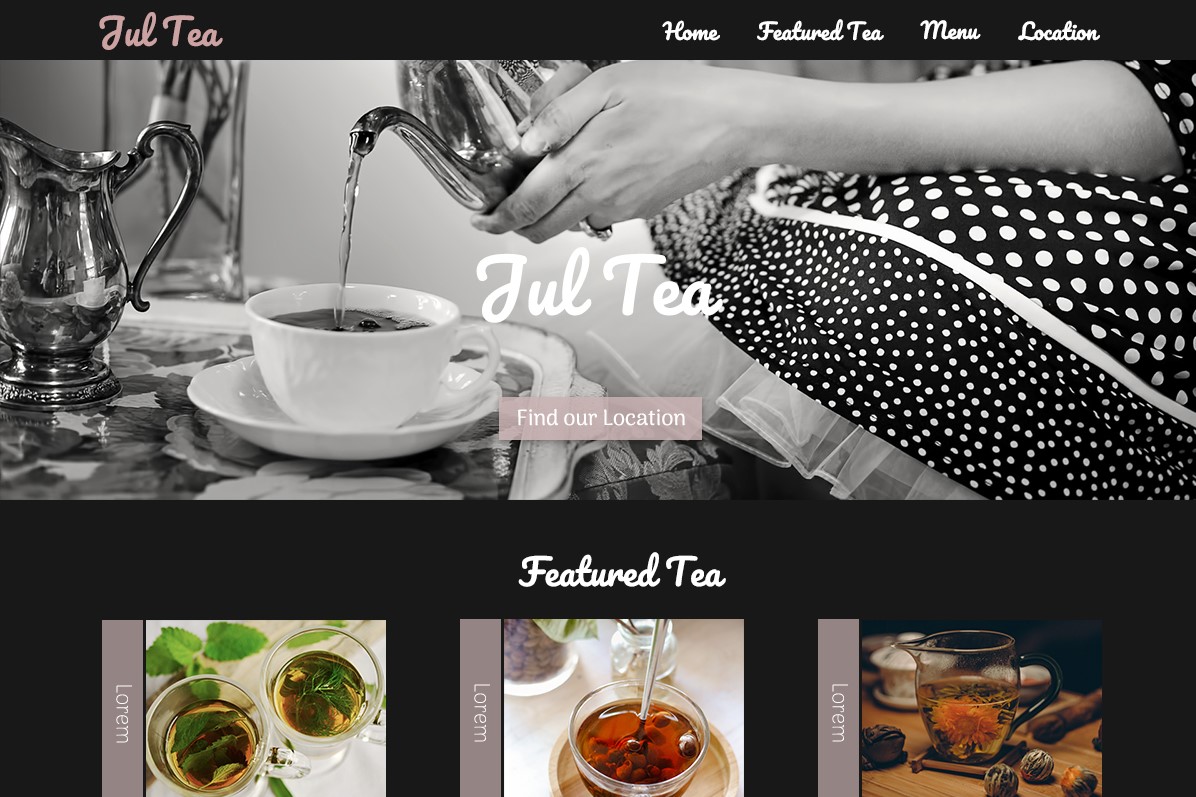 Jul Tea
Home Featured Tea Menu Location
Jul Tea
Find our Location
Featured Tea
Lorem
Lorem
Lorem